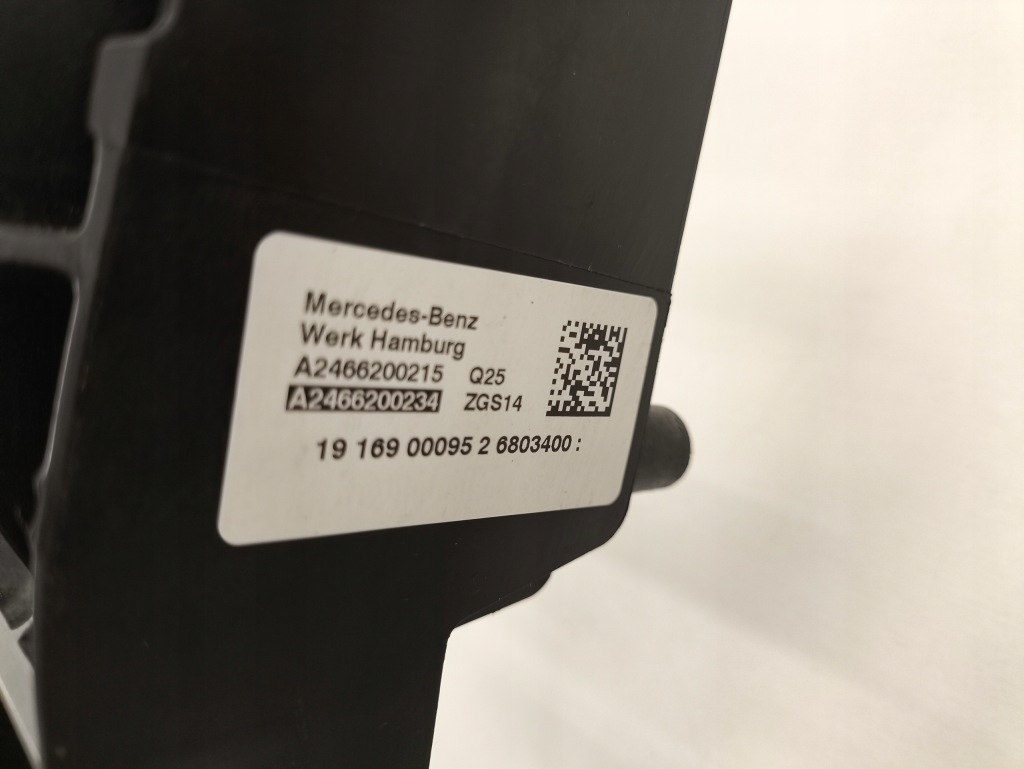 Mercedes-Benz
Werk Hamburg
A2466200215 Q25
A2466200234 ZGS14
19 169 00095 2 6803400 :